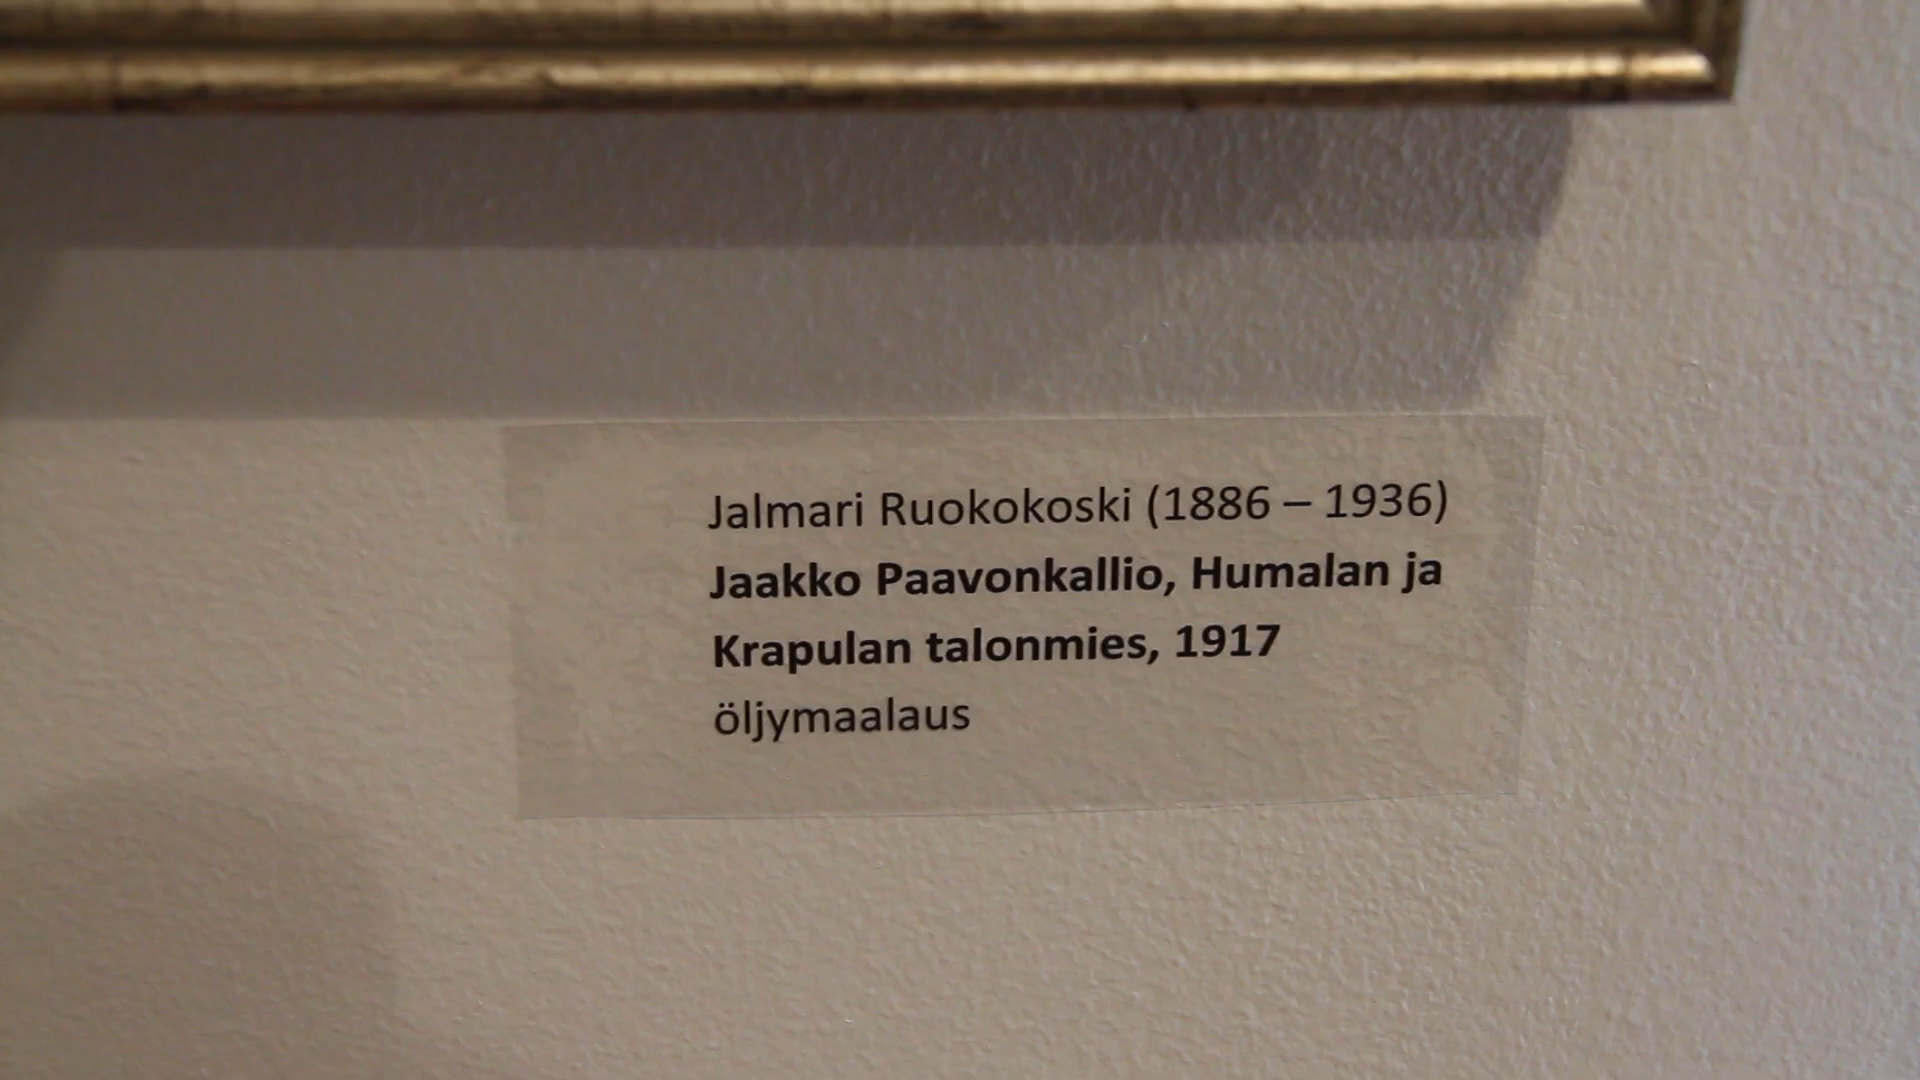 Jalmari Ruokokoski (1886 – 1936)
Jaakko Paavonkallio, Humalan ja
Krapulan talonmies, 1917
öljymaalaus